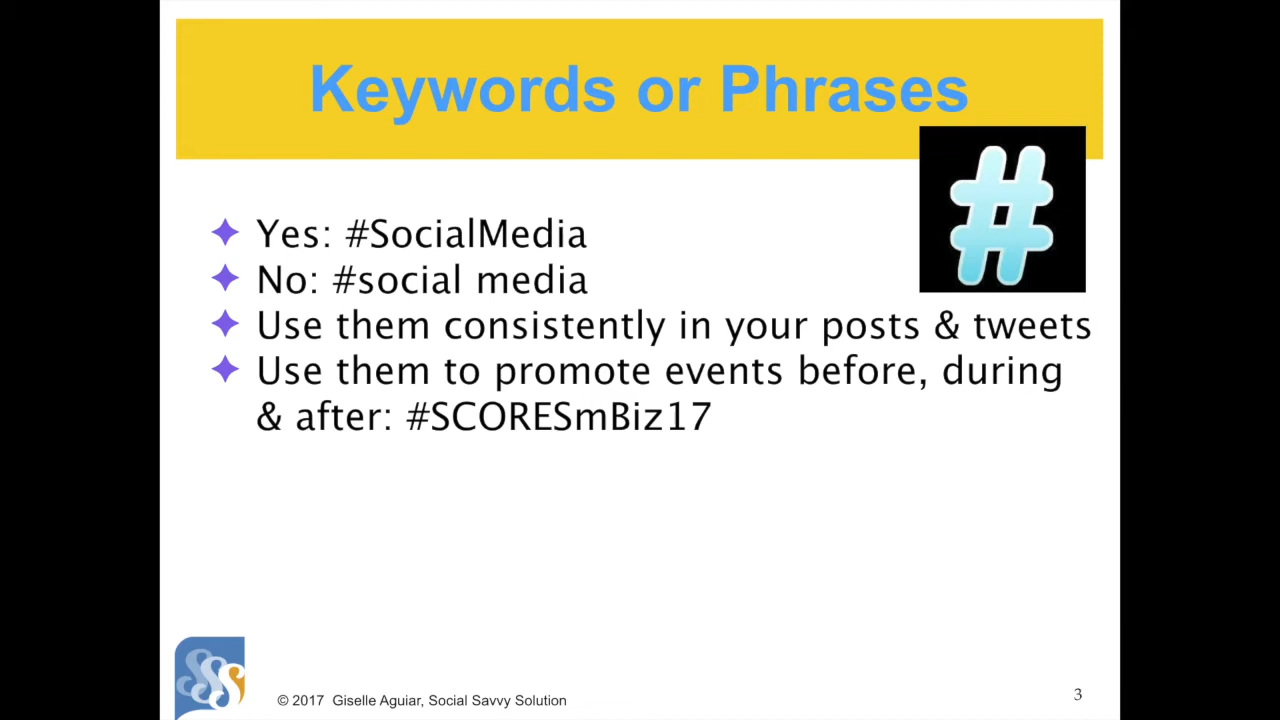 Keywords or Phrases
#
Yes: #SocialMedia
No: #social media
Use them consistently in your posts & tweets
Use them to promote events before, during
& after: #SCORESmBiz17
SSS
© 2017 Giselle Aguiar, Social Savvy Solution
3